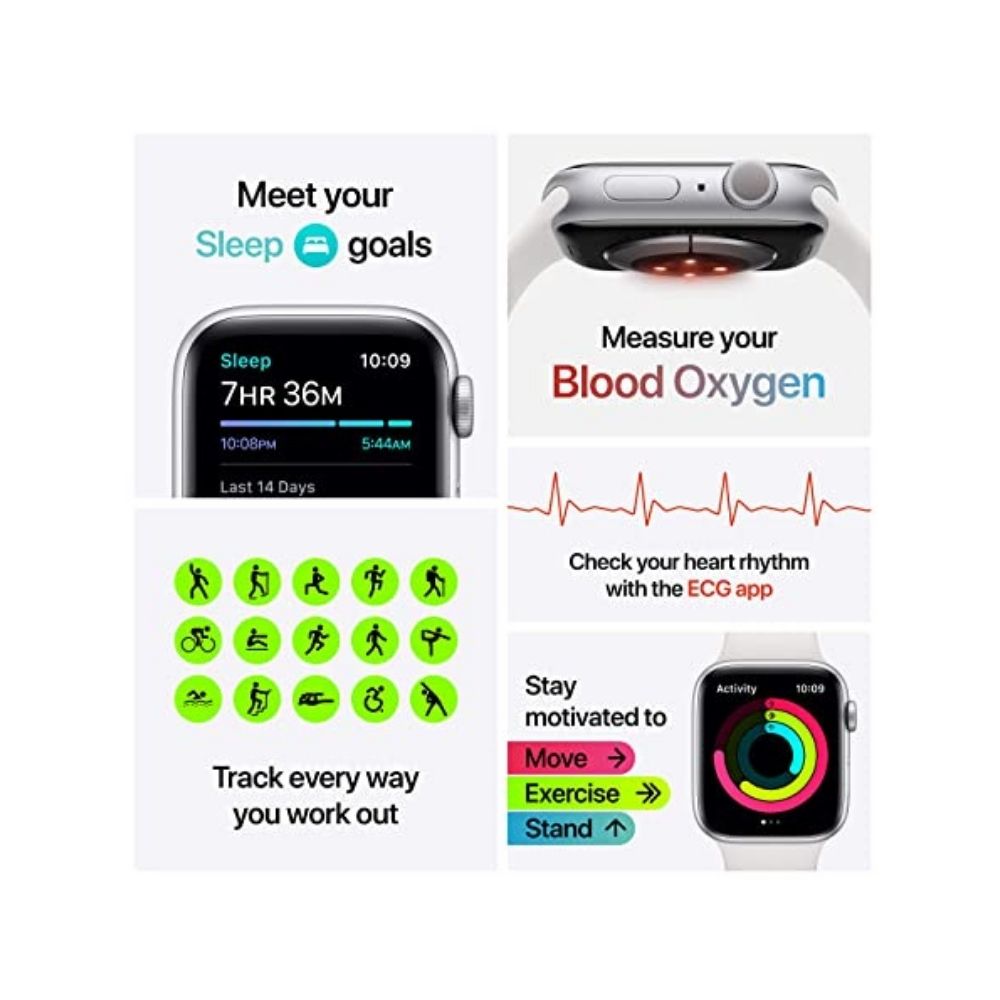 Meet your
Sleep goals
Sleep 10:09
7HR 36M
10:08PM 5:44AM
Last 14 Days
Measure your
Blood Oxygen
Check your heart rhythm
with the ECG app
Track every way
you work out
Stay
motivated to
Move
Exercise
Stand
Activity 10:09